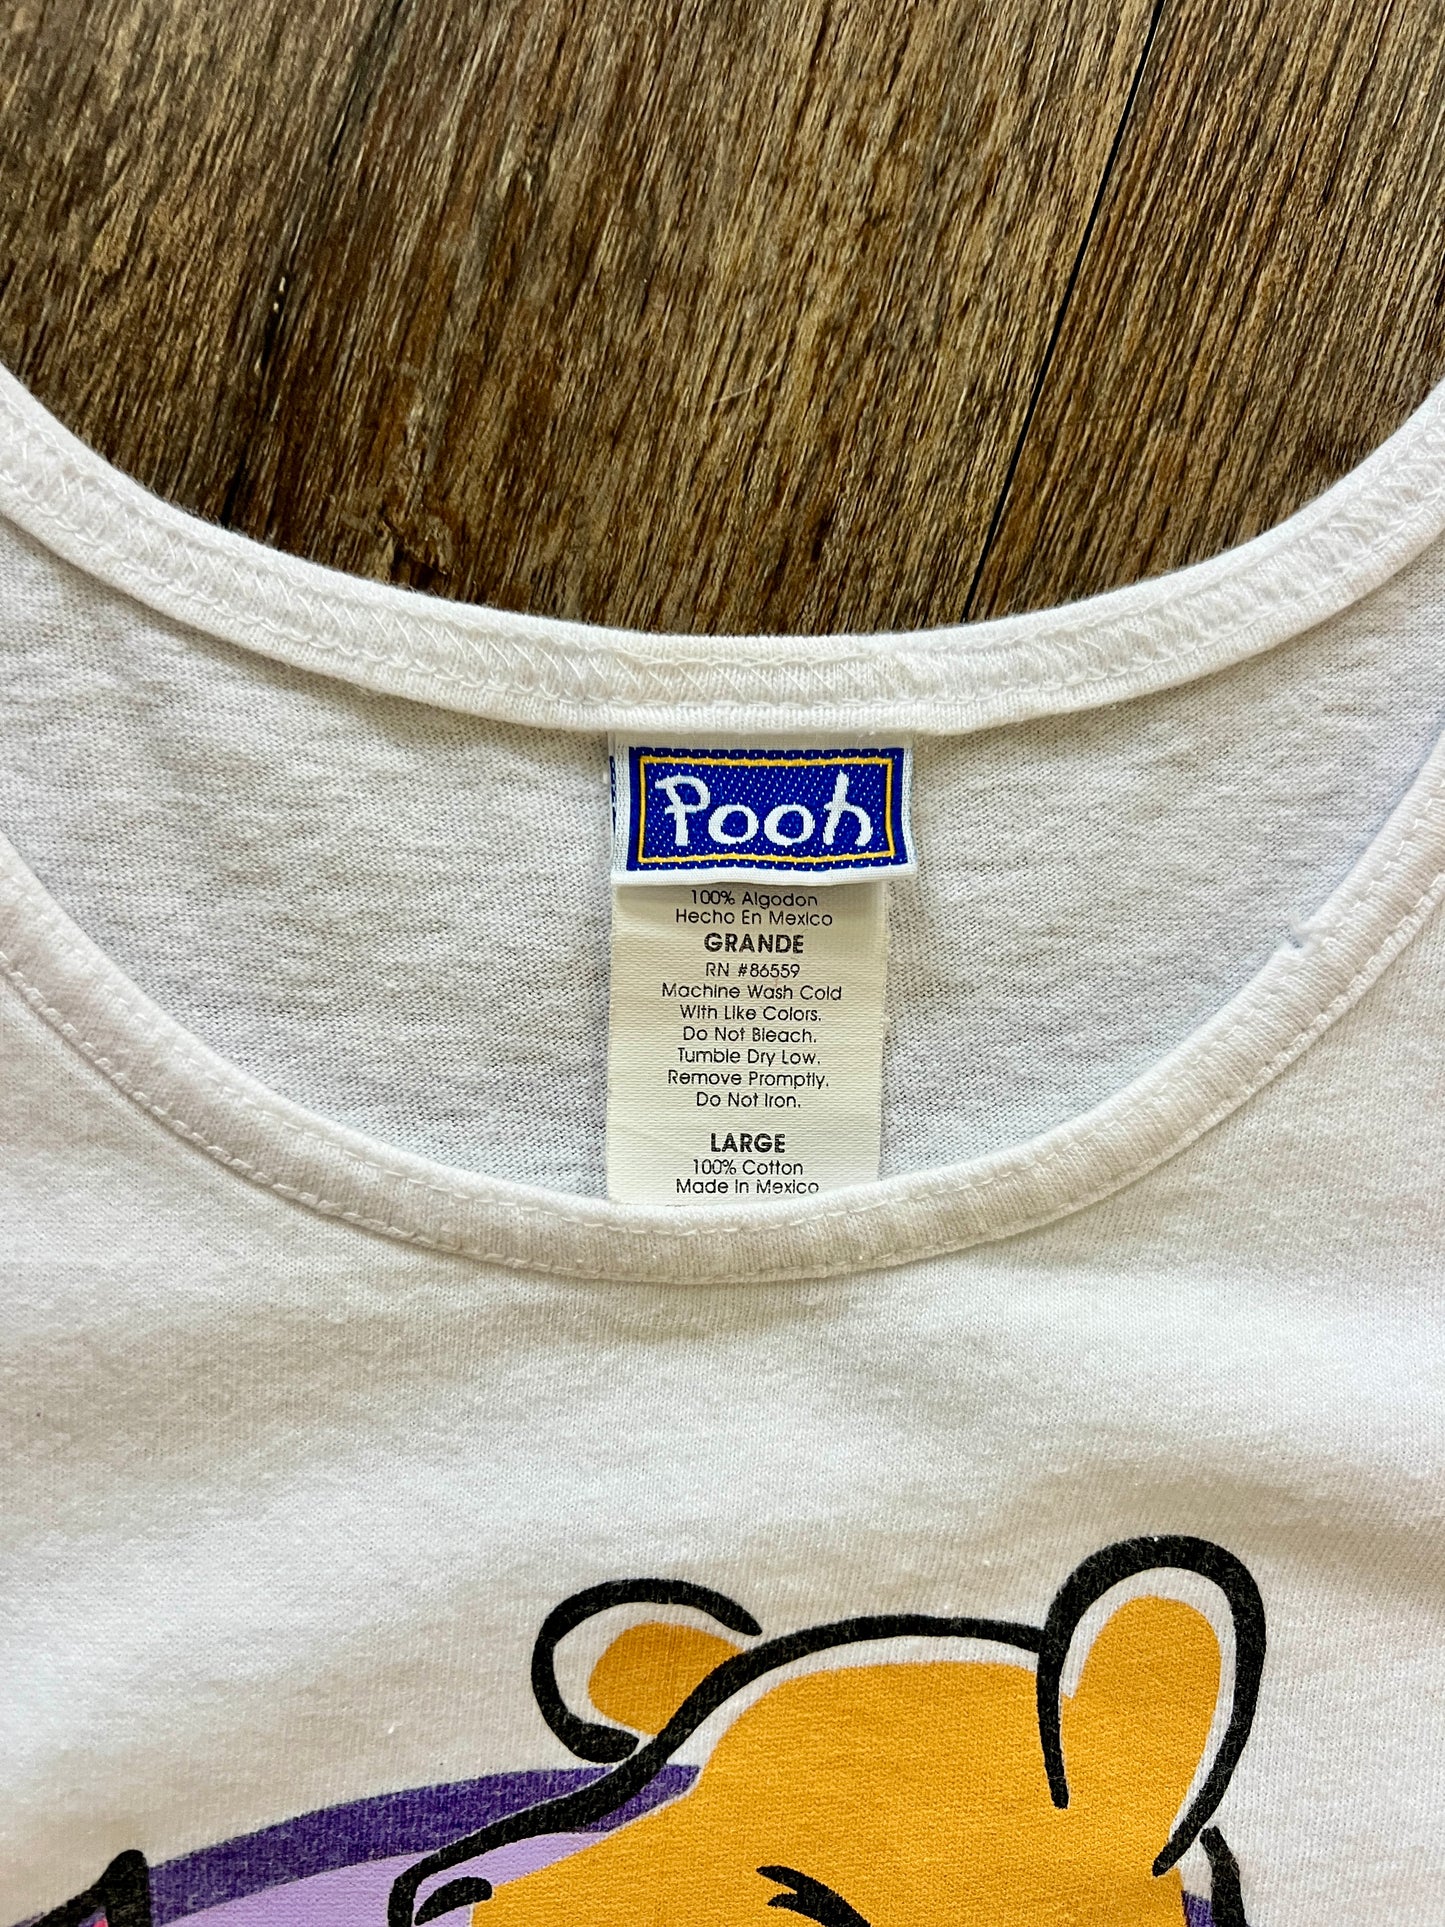 Pooh
100% Algodon
Hecho En Mexico
GRANDE
RN #86559
Machine Wash Cold
With Like Colors.
Do Not Bleach.
Tumble Dry Low.
Remove Promptly.
Do Not Iron.
LARGE
100% Cotton
Made In Mexico